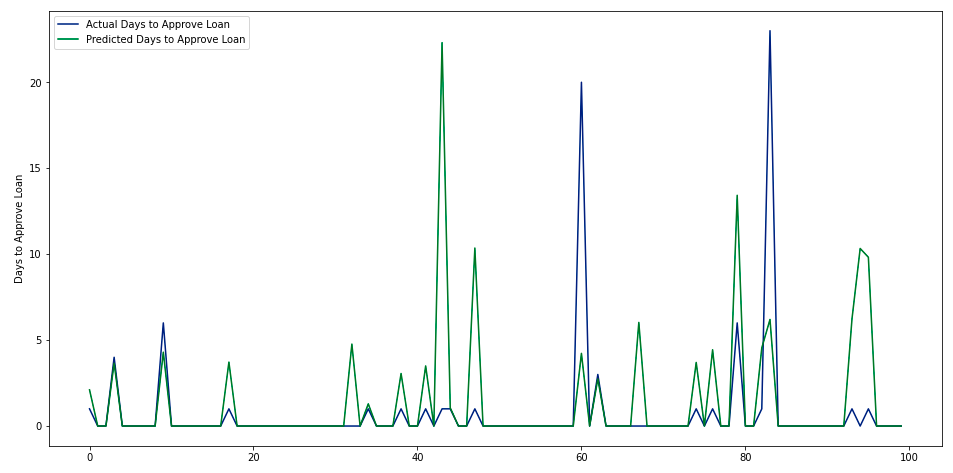 Actual Days to Approve Loan
Predicted Days to Approve Loan
Days to Approve Loan
20
15
10
5
0
0 20 40 60 80 100